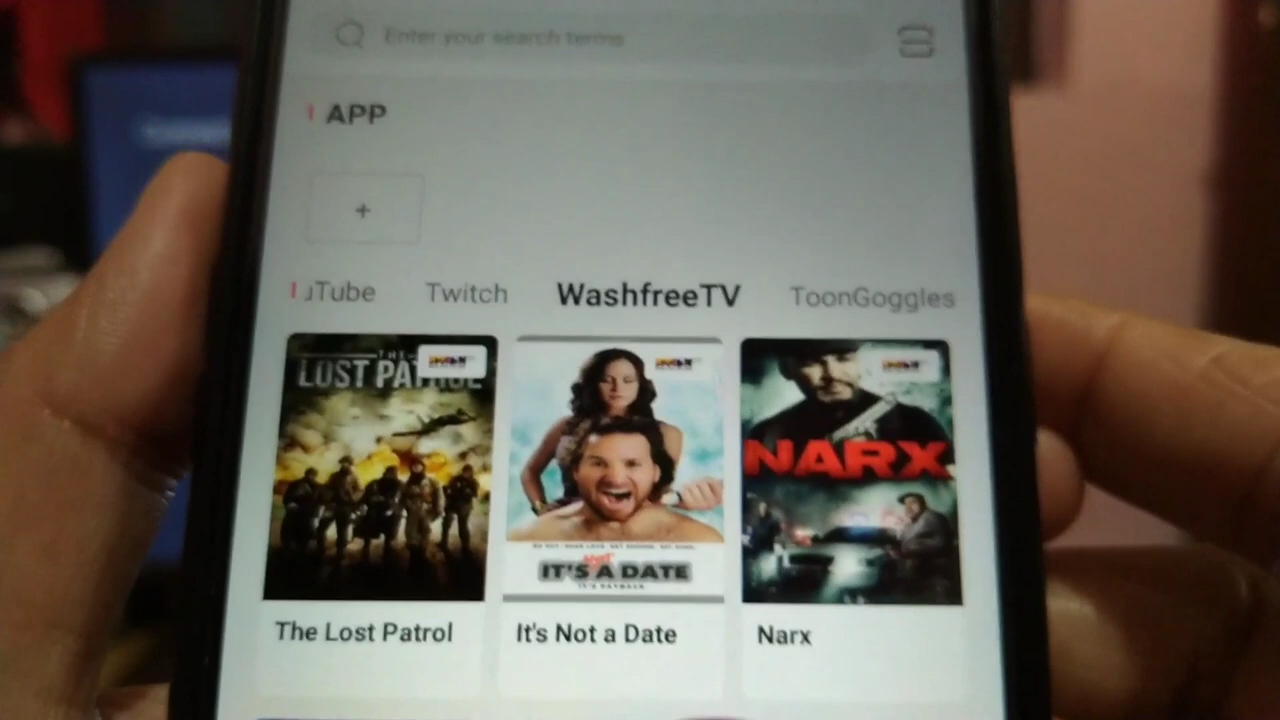 Enter your search terms
APP
+
uTube Twitch WashfreeTV ToonGoggles
THE
LOST PATROL
NOT
IT'S A DATE
NARX
The Lost Patrol It's Not a Date Narx